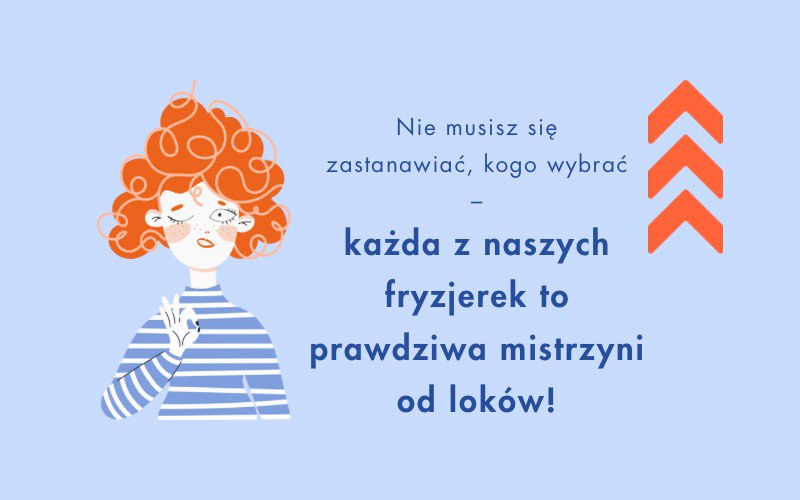 Nie musisz się
zastanawiać, kogo wybrać
–
każda z naszych
fryzjerek to
prawdziwa mistrzyni
od loków!